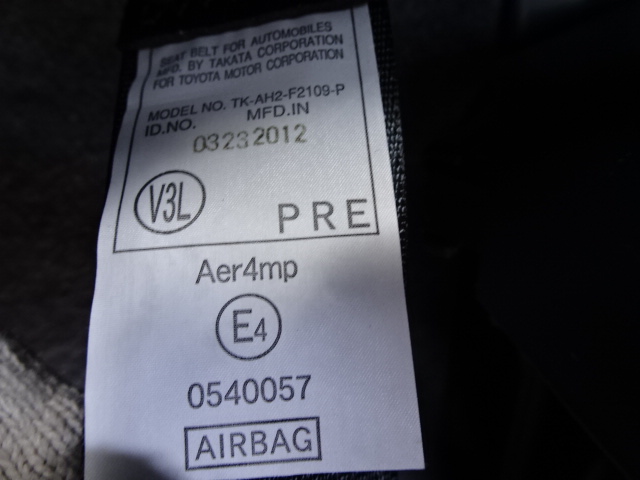 SEAT BELT FOR AUTOMOBILES
MFG. BY TAKATA CORPORATION
FOR TOYOTA MOTOR CORPORATION
MODEL NO. TK-AH2-F2109-P
ID.NO. MFD.IN
03232012
V3L
PRE
Aer4mp
E4
0540057
AIRBAG